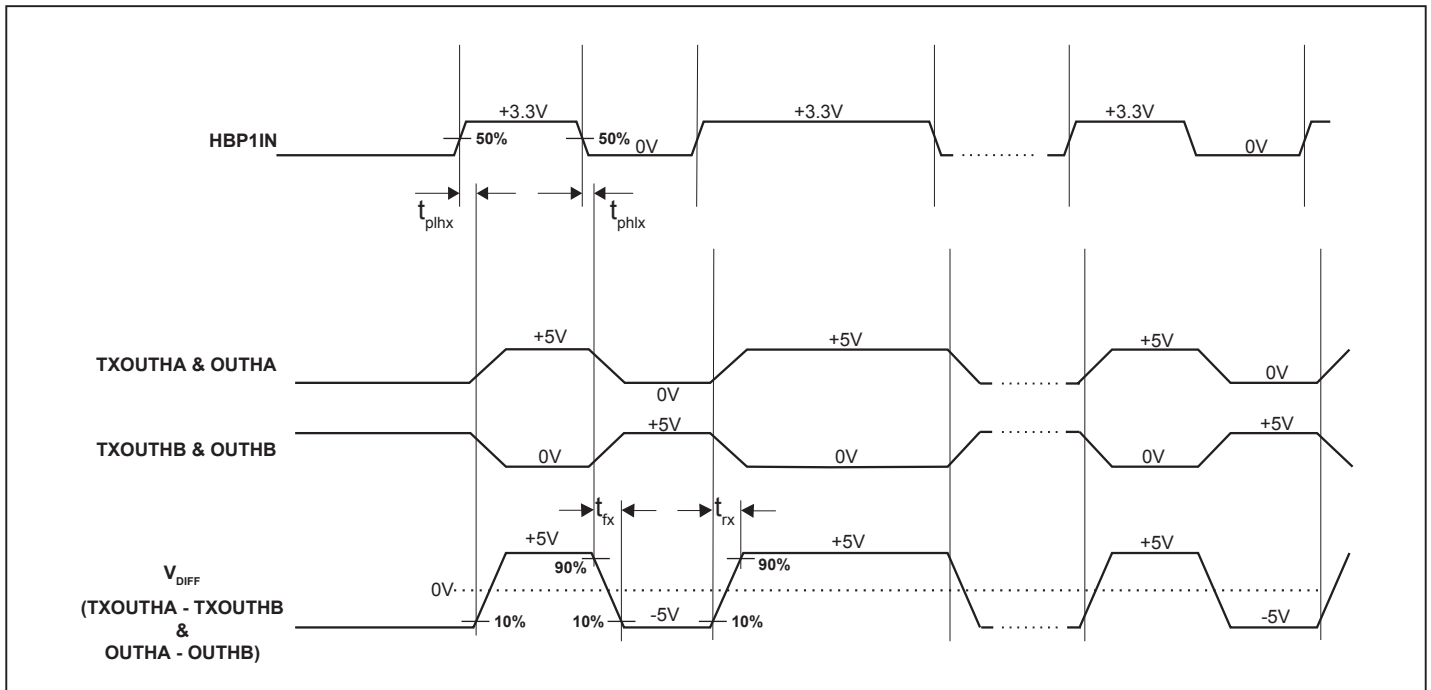 +3.3V
+3.3V
+3.3V
HBP1IN
50%
50%
0V
0V
t plhx
t phlx
+5V
+5V
+5V
TXOUTHA & OUTHA
0V
0V
+5V
+5V
TXOUTHB & OUTHB
0V
0V
0V
t fx
t rx
+5V
+5V
+5V
90%
90%
V DIFF
0V
(TXOUTHA - TXOUTHB
&
OUTHA - OUTHB)
10%
10%
-5V
10%
-5V